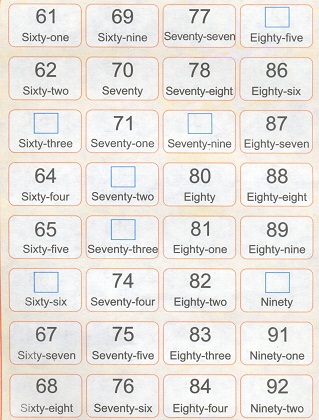 61 69 77
Sixty-one Sixty-nine Seventy-seven Eighty-five
62 70 78 86
Sixty-two Seventy Seventy-eight Eighty-six
71 87
Sixty-three Seventy-one Seventy-nine Eighty-seven
64 80 88
Sixty-four Seventy-two Eighty Eighty-eight
65 81 89
Sixty-five Seventy-three Eighty-one Eighty-nine
74 82
Sixty-six Seventy-four Eighty-two Ninety
67 75 83 91
Sixty-seven Seventy-five Eighty-three Ninety-one
68 76 84 92
Sixty-eight Seventy-six Eighty-four Ninety-two